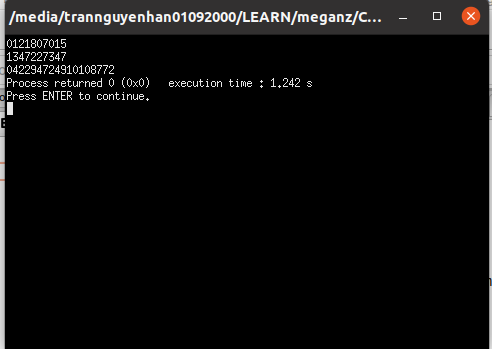 /media/trannguyenhan01092000/LEARN/meganz/C...
0121807015
1347227347
042294724910108772
Process returned 0 (0x0)   execution time : 1.242 s
Press ENTER to continue.